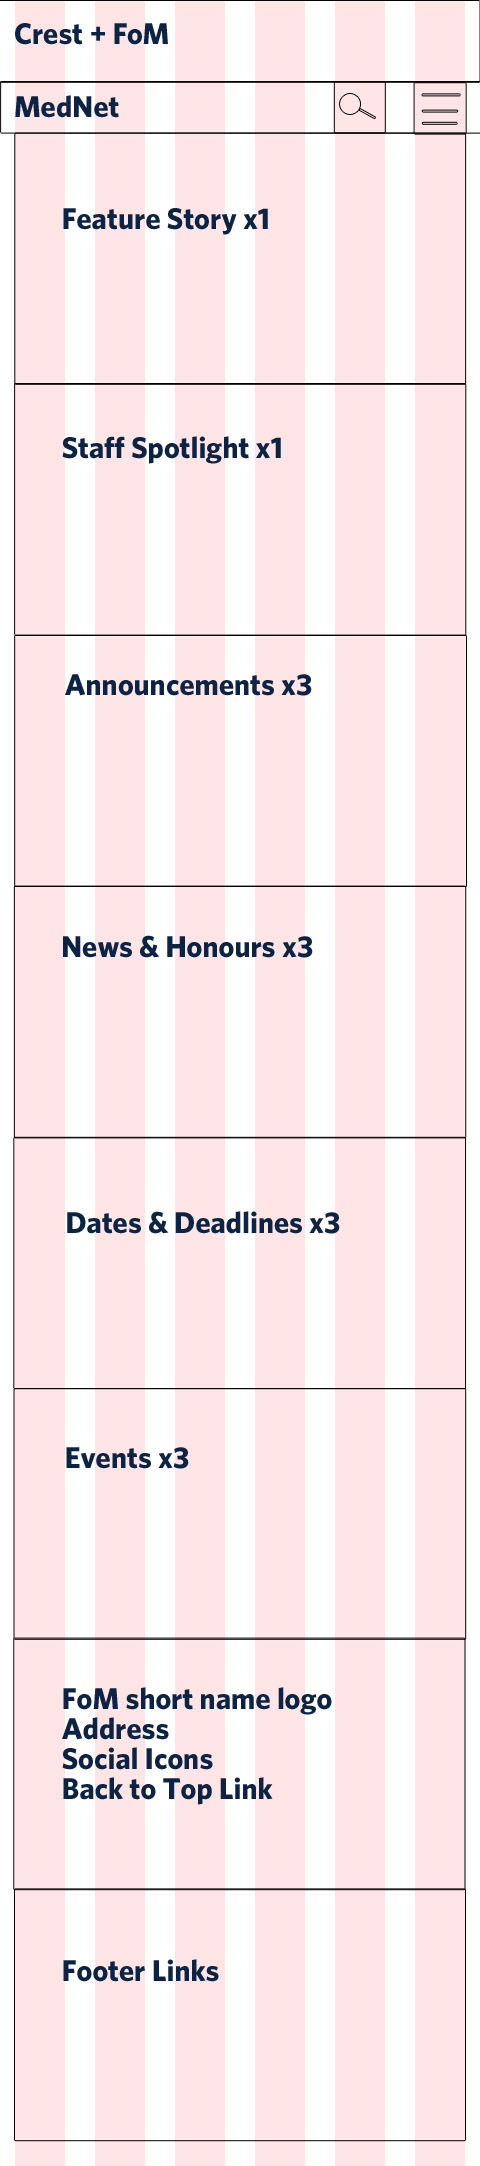 Crest + FoM
MedNet
Feature Story x1
Staff Spotlight x1
Announcements x3
News & Honours x3
Dates & Deadlines x3
Events x3
FoM short name logo
Address
Social Icons
Back to Top Link
Footer Links